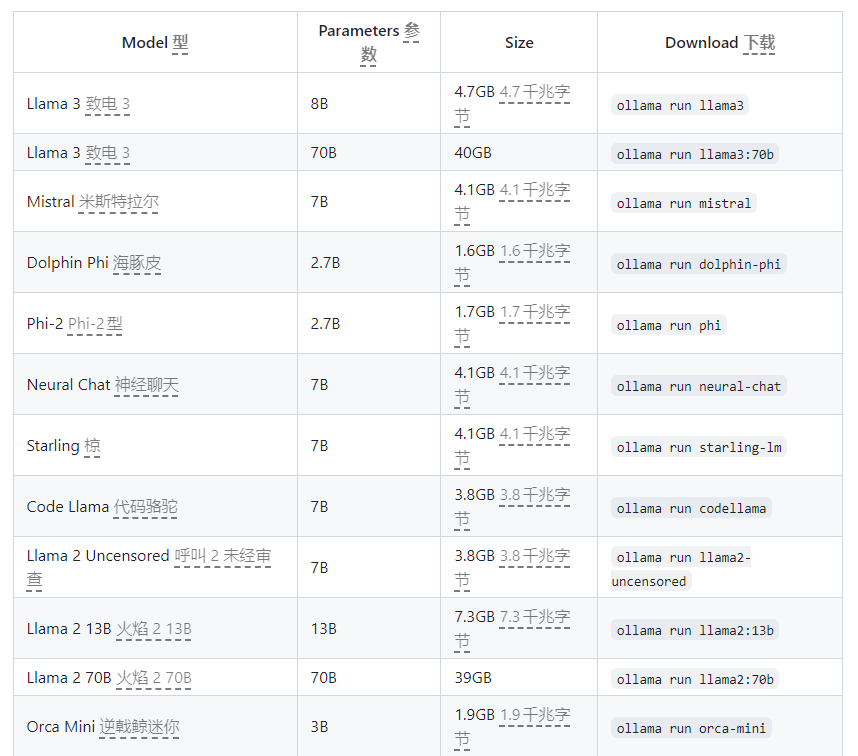 Model 型
Parameters 参
数
Size
Download 下载
Llama 3 致电 3
8B
4.7GB 4.7 千兆字
节
ollama run llama3
Llama 3 致电 3
70B
40GB
ollama run llama3:70b
Mistral 米斯特拉尔
7B
4.1GB 4.1 千兆字
节
ollama run mistral
Dolphin Phi 海豚皮
2.7B
1.6GB 1.6 千兆字
节
ollama run dolphin-phi
Phi-2 Phi-2 型
2.7B
1.7GB 1.7 千兆字
节
ollama run phi
Neural Chat 神经聊天
7B
4.1GB 4.1 千兆字
节
ollama run neural-chat
Starling 椋
7B
4.1GB 4.1 千兆字
节
ollama run starling-lm
Code Llama 代码骆驼
7B
3.8GB 3.8 千兆字
节
ollama run codellama
Llama 2 Uncensored 呼叫 2 未经审
查
7B
3.8GB 3.8 千兆字
节
ollama run llama2-
uncensored
Llama 2 13B 火焰 2 13B
13B
7.3GB 7.3 千兆字
节
ollama run llama2:13b
Llama 2 70B 火焰 2 70B
70B
39GB
ollama run llama2:70b
Orca Mini 逆戟鲸迷你
3B
1.9GB 1.9 千兆字
节
ollama run orca-mini